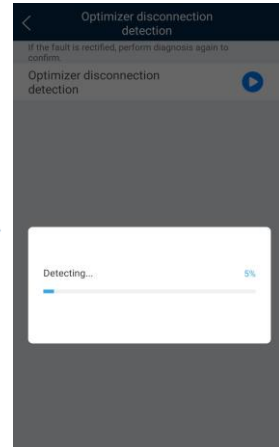 Optimizer disconnection
detection
If the fault is rectified, perform diagnosis again to
confirm.
Optimizer disconnection
detection
Detecting...
5%